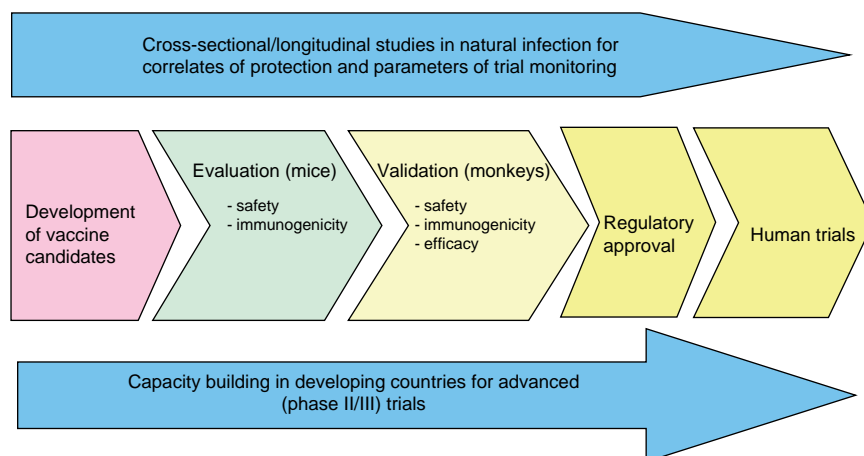 Cross-sectional/longitudinal studies in natural infection for
correlates of protection and parameters of trial monitoring
Development
of vaccine
candidates
Evaluation (mice)
- safety
- immunogenicity
Validation (monkeys)
- safety
- immunogenicity
- efficacy
Regulatory
approval
Human trials
Capacity building in developing countries for advanced
(phase II/III) trials